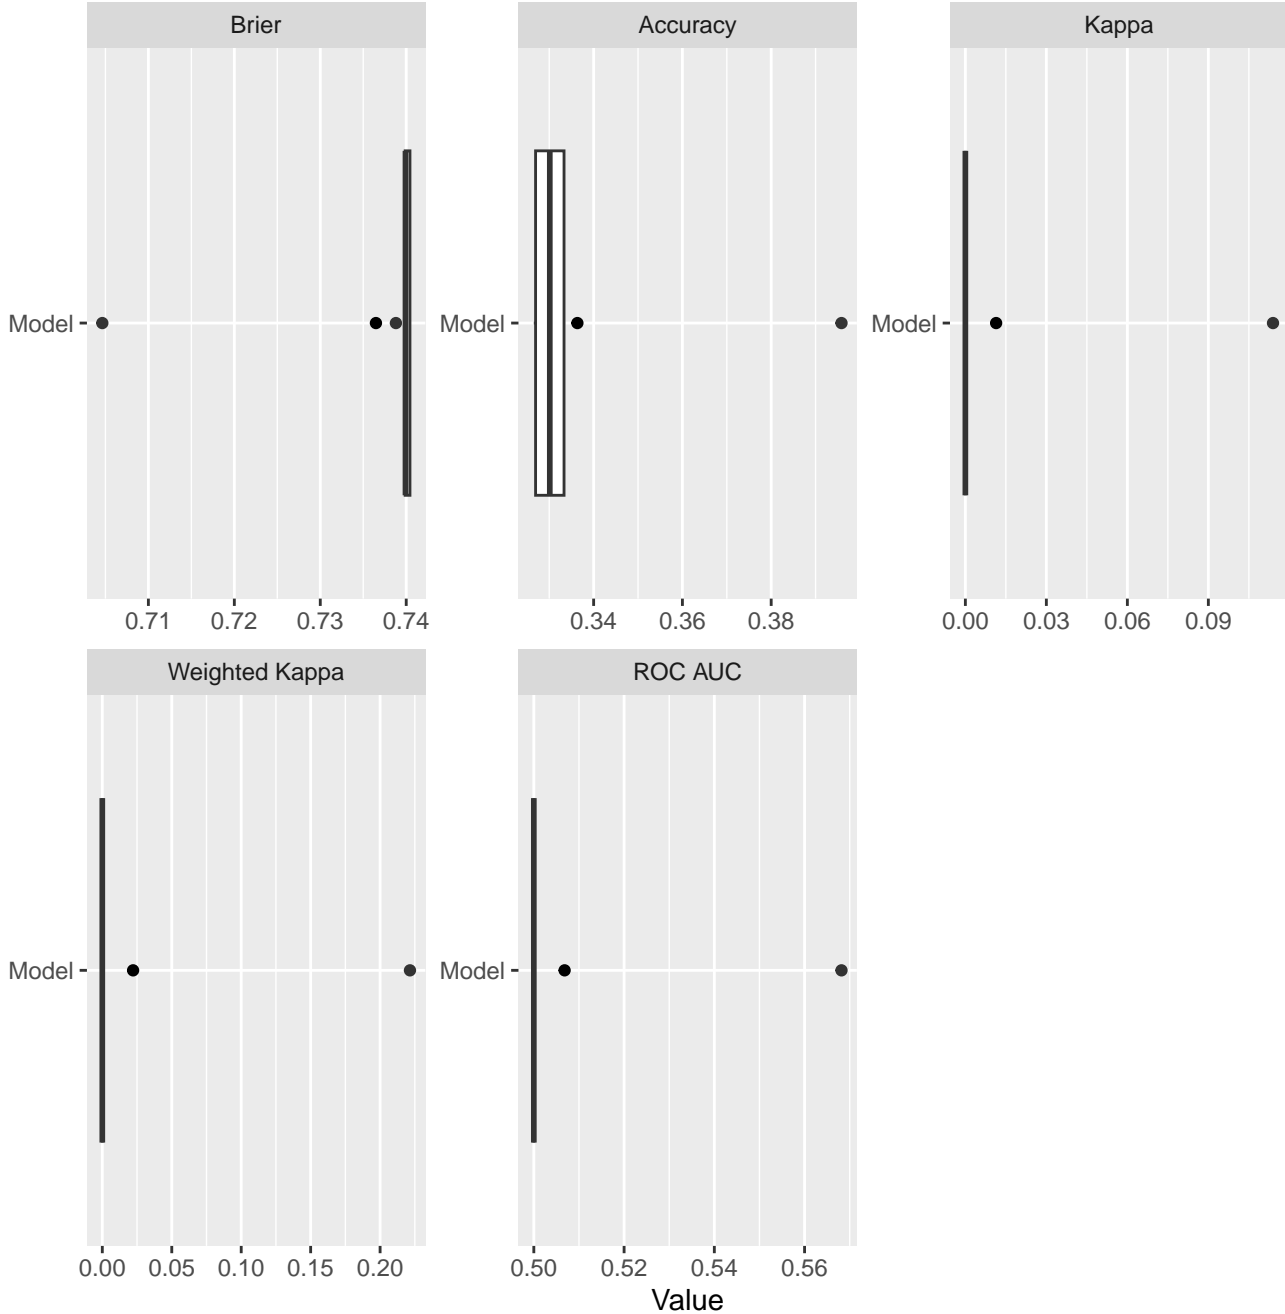 Brier Accuracy Kappa
Model Model Model
0.71 0.72 0.73 0.74 0.34 0.36 0.38 0.00 0.03 0.06 0.09
Weighted Kappa ROC AUC
Model Model
0.00 0.05 0.10 0.15 0.20 0.50 0.52 0.54 0.56
Value